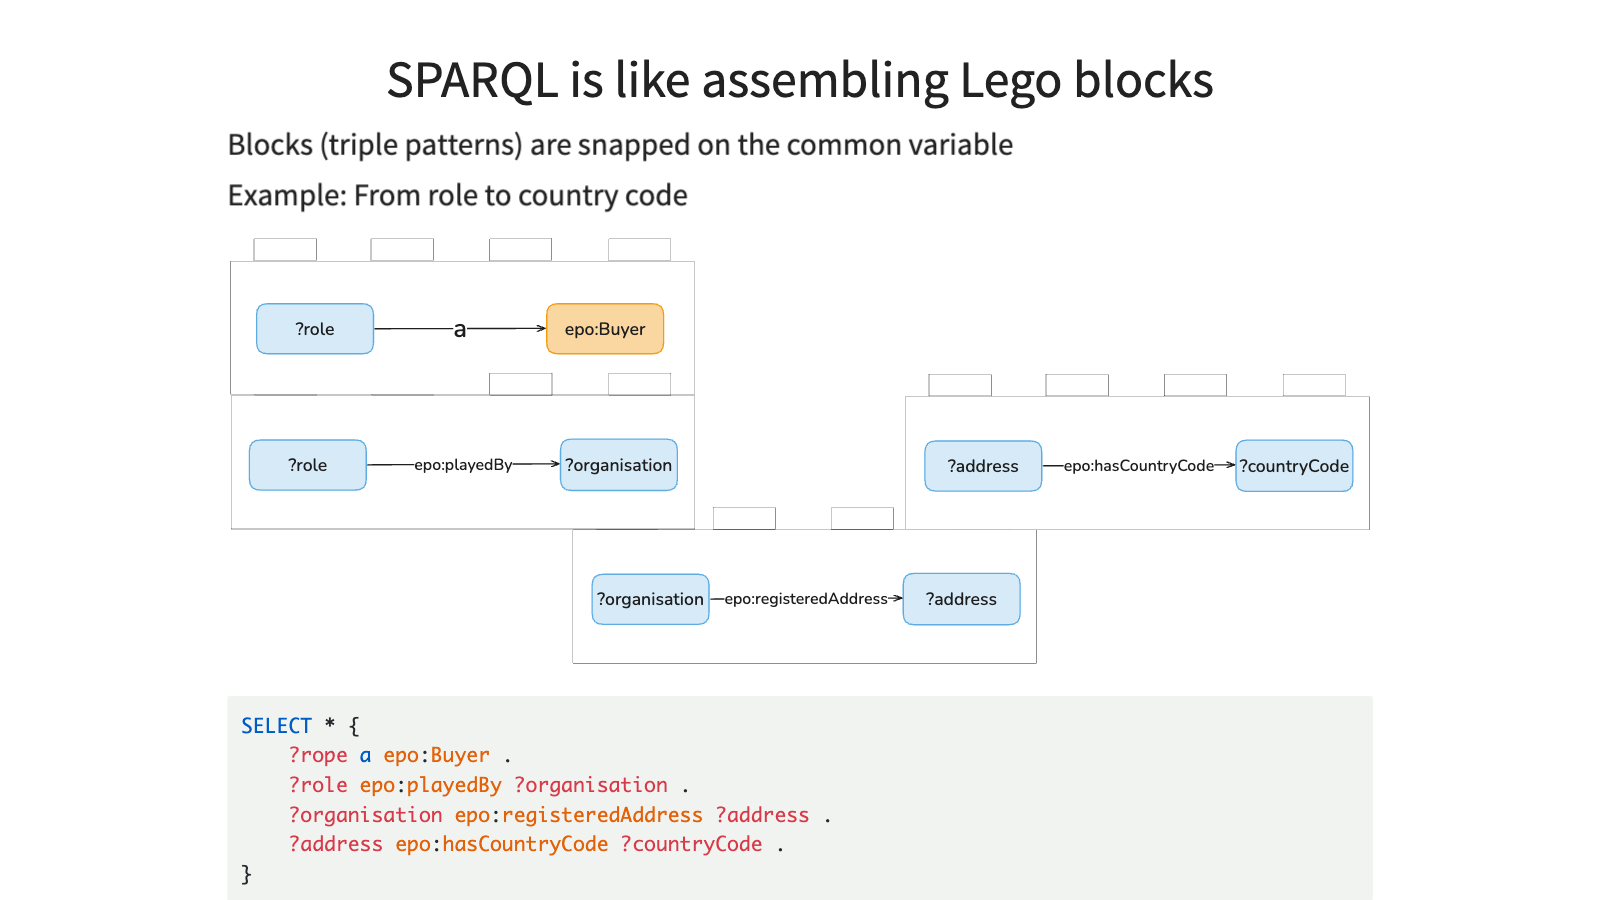 SPARQL is like assembling Lego blocks
Blocks (triple patterns) are snapped on the common variable
Example: From role to country code
?role a epo:Buyer
?role epo:playedBy ?organisation
?address epo:hasCountryCode ?countryCode
?organisation epo:registeredAddress ?address
SELECT * {
?rope a epo:Buyer .
?role epo:playedBy ?organisation .
?organisation epo:registeredAddress ?address .
?address epo:hasCountryCode ?countryCode .
}